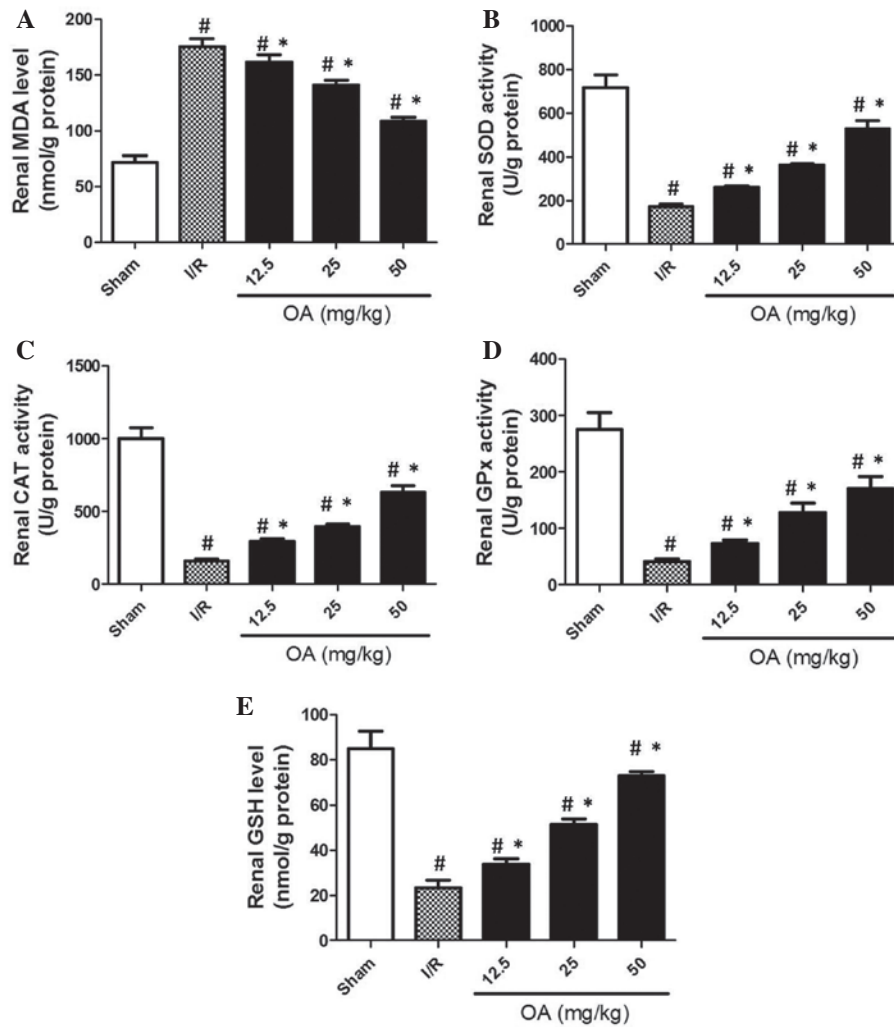 A
Renal MDA level
(nmol/g protein)
200
150
100
50
0
#
# *
# *
# *
Sham
I/R
12.5
25
50
OA (mg/kg)
B
Renal SOD activity
(U/g protein)
1000
800
600
400
200
0
#
# *
# *
# *
Sham
I/R
12.5
25
50
OA (mg/kg)
C
Renal CAT activity
(U/g protein)
1500
1000
500
0
#
# *
# *
# *
Sham
I/R
12.5
25
50
OA (mg/kg)
D
Renal GPx activity
(U/g protein)
400
300
200
100
0
#
# *
# *
# *
Sham
I/R
12.5
25
50
OA (mg/kg)
E
Renal GSH level
(nmol/g protein)
100
80
60
40
20
0
#
# *
# *
# *
Sham
I/R
12.5
25
50
OA (mg/kg)